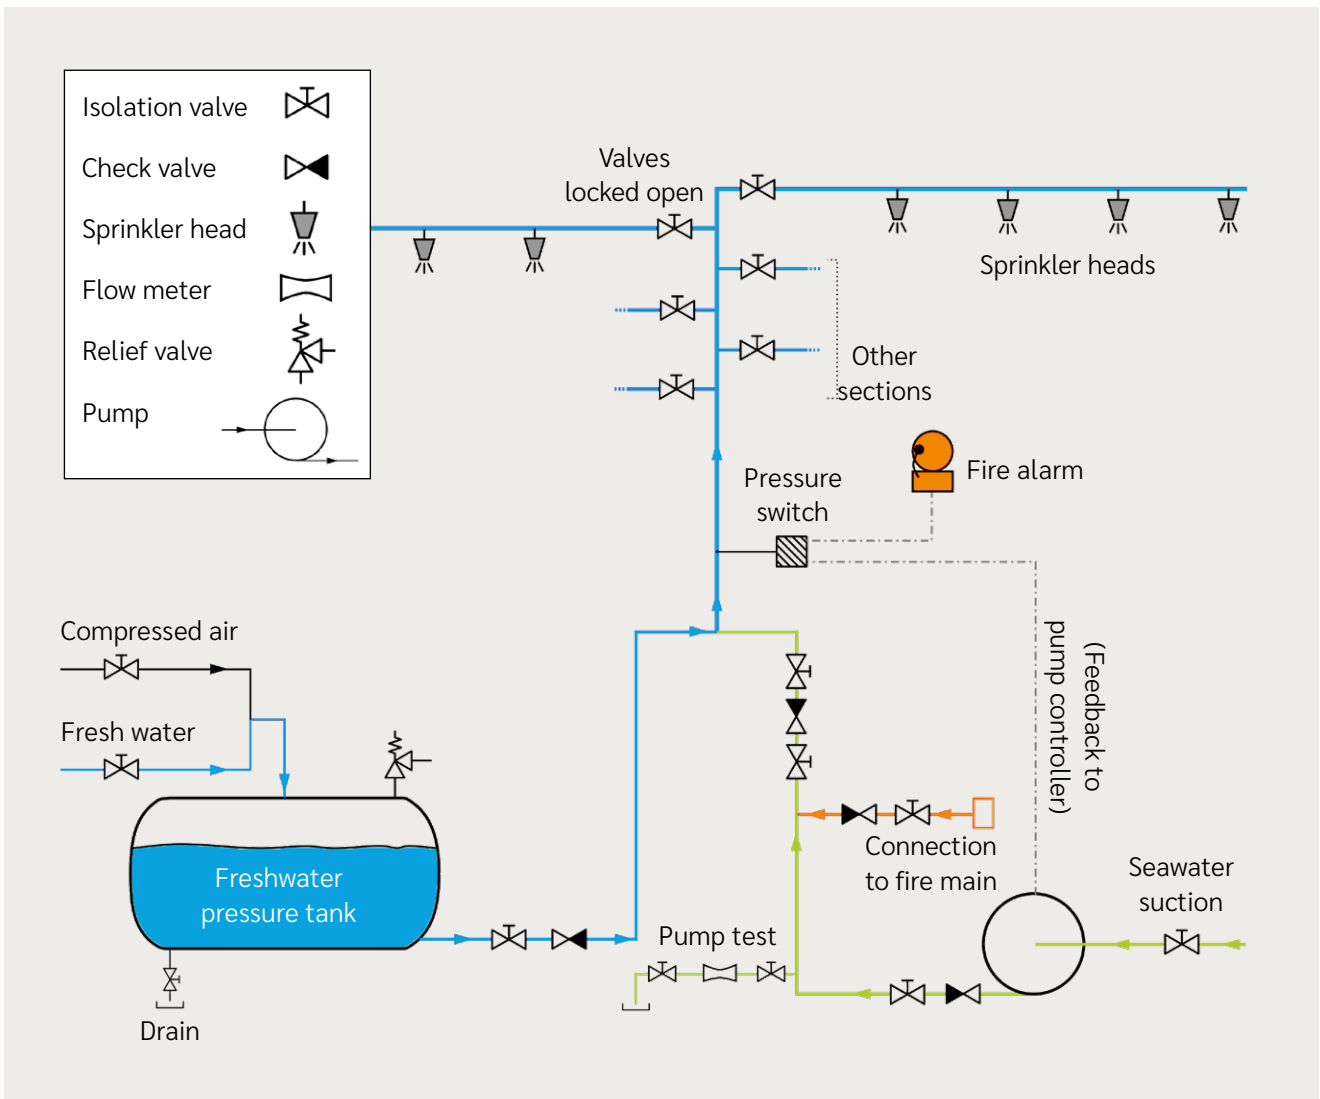 Isolation valve
Check valve
Sprinkler head
Flow meter
Relief valve
Pump
Valves
locked open
Sprinkler heads
Other
sections
Fire alarm
Pressure
switch
(Feedback to
pump controller)
Compressed air
Fresh water
Freshwater
pressure tank
Drain
Connection
to fire main
Seawater
suction
Pump test